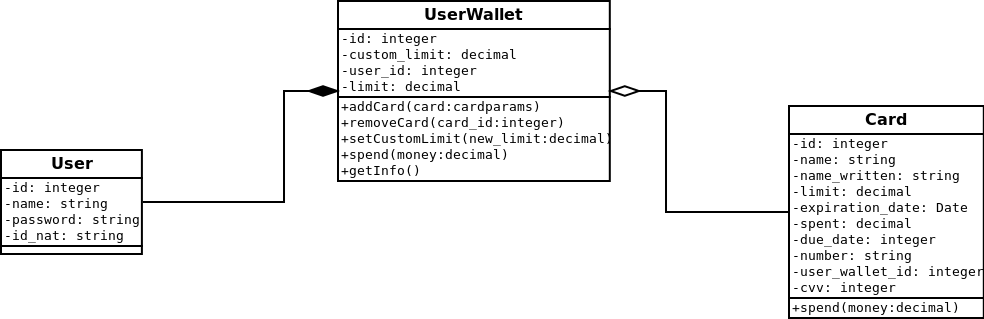 UserWallet
-id: integer
-custom_limit: decimal
-user_id: integer
-limit: decimal
+addCard(card:cardparams)
+removeCard(card_id:integer)
+setCustomLimit(new_limit:decimal)
+spend(money:decimal)
+getInfo()
User
-id: integer
-name: string
-password: string
-id_nat: string
Card
-id: integer
-name: string
-name_written: string
-limit: decimal
-expiration_date: Date
-spent: decimal
-due_date: integer
-number: string
-user_wallet_id: integer
-cvv: integer
+spend(money:decimal)